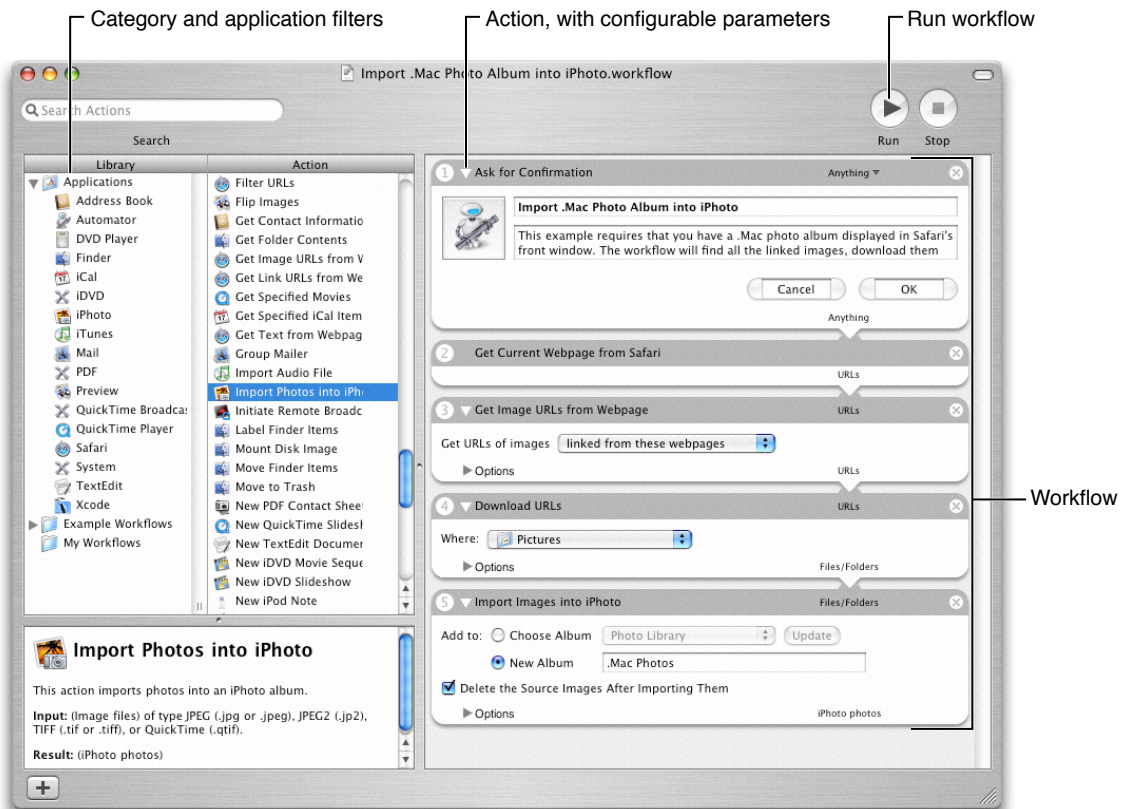 Category and application filters
Action, with configurable parameters
Run workflow
Import .Mac Photo Album into iPhoto.workflow
Search Actions
Search
Run
Stop
Library
Applications
Address Book
Automator
DVD Player
Finder
iCal
iDVD
iPhoto
iTunes
Mail
PDF
Preview
QuickTime Broadcas
QuickTime Player
Safari
System
TextEdit
Xcode
Example Workflows
My Workflows
Action
Filter URLs
Flip Images
Get Contact Informatio
Get Folder Contents
Get Image URLs from W
Get Link URLs from We
Get Specified Movies
Get Specified iCal Item
Get Text from Webpag
Group Mailer
Import Audio File
Import Photos into iPh
Initiate Remote Broadc
Label Finder Items
Mount Disk Image
Move Finder Items
Move to Trash
New PDF Contact Sheet
New QuickTime Slidesh
New TextEdit Documen
New iDVD Movie Seque
New iDVD Slideshow
New iPod Note
Import Photos into iPhoto
This action imports photos into an iPhoto album.
Input: (Image files) of type JPEG (.jpg or .jpeg), JPEG2 (.jp2),
TIFF (.tif or .tiff), or QuickTime (.qtif).
Result: (iPhoto photos)
1 Ask for Confirmation Anything
Import .Mac Photo Album into iPhoto
This example requires that you have a .Mac photo album displayed in Safari's
front window. The workflow will find all the linked images, download them
Cancel OK
Anything
2 Get Current Webpage from Safari
URLs
3 Get Image URLs from Webpage URLs
Get URLs of images linked from these webpages
Options URLs
4 Download URLs URLs
Where: Pictures
Options Files/Folders
5 Import Images into iPhoto Files/Folders
Add to: Choose Album Photo Library Update
New Album .Mac Photos
Delete the Source Images After Importing Them
Options iPhoto photos
Workflow